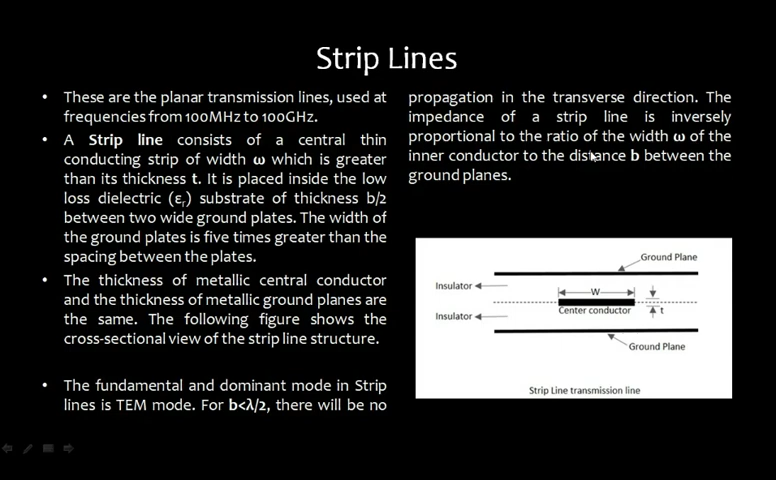 Strip Lines
• These are the planar transmission lines, used at
frequencies from 100MHz to 100GHz.
• A Strip line consists of a central thin
conducting strip of width ω which is greater
than its thickness t. It is placed inside the low
loss dielectric (εr) substrate of thickness b/2
between two wide ground plates. The width of
the ground plates is five times greater than the
spacing between the plates.
• The thickness of metallic central conductor
and the thickness of metallic ground planes are
the same. The following figure shows the
cross-sectional view of the strip line structure.
• The fundamental and dominant mode in Strip
lines is TEM mode. For b<λ/2, there will be no
propagation in the transverse direction. The
impedance of a strip line is inversely
proportional to the ratio of the width ω of the
inner conductor to the distance b between the
ground planes.
Ground Plane
Insulator
W
Insulator
Center conductor
t
Ground Plane
Strip Line transmission line